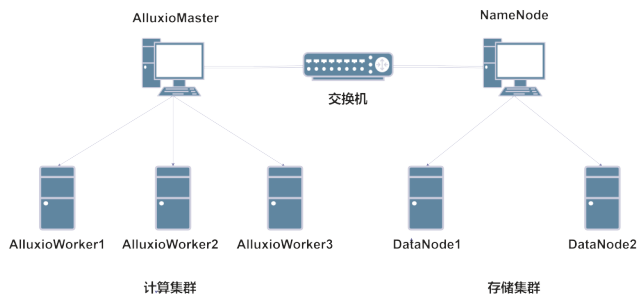 AlluxioMaster
NameNode
交换机
AlluxioWorker1
AlluxioWorker2
AlluxioWorker3
DataNode1
DataNode2
计算集群
存储集群